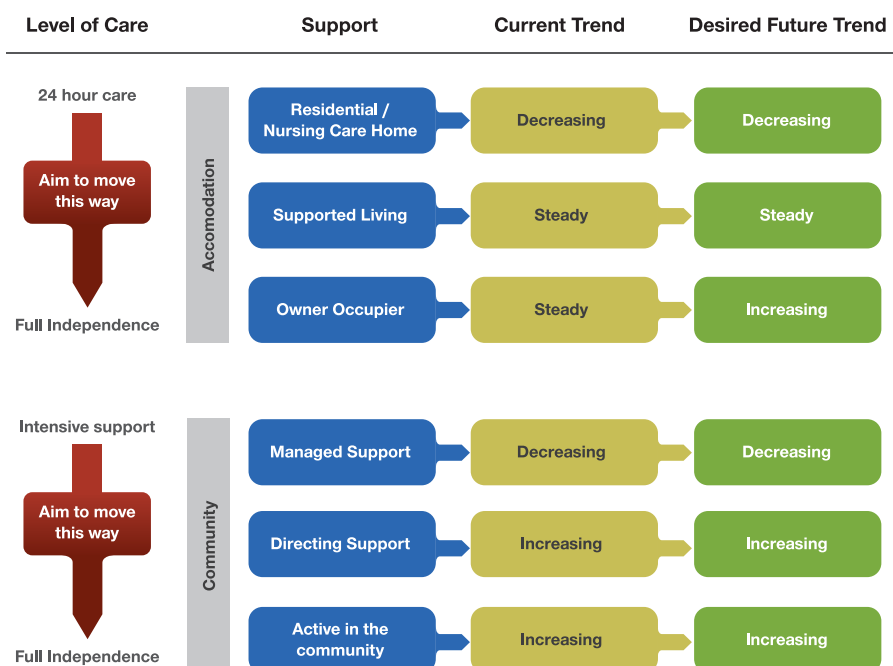 Level of Care
Support
Current Trend
Desired Future Trend
24 hour care
Aim to move
this way
Full Independence
Accomodation
Residential /
Nursing Care Home
Decreasing
Decreasing
Supported Living
Steady
Steady
Owner Occupier
Steady
Increasing
Intensive support
Aim to move
this way
Full Independence
Community
Managed Support
Decreasing
Decreasing
Directing Support
Increasing
Increasing
Active in the
community
Increasing
Increasing